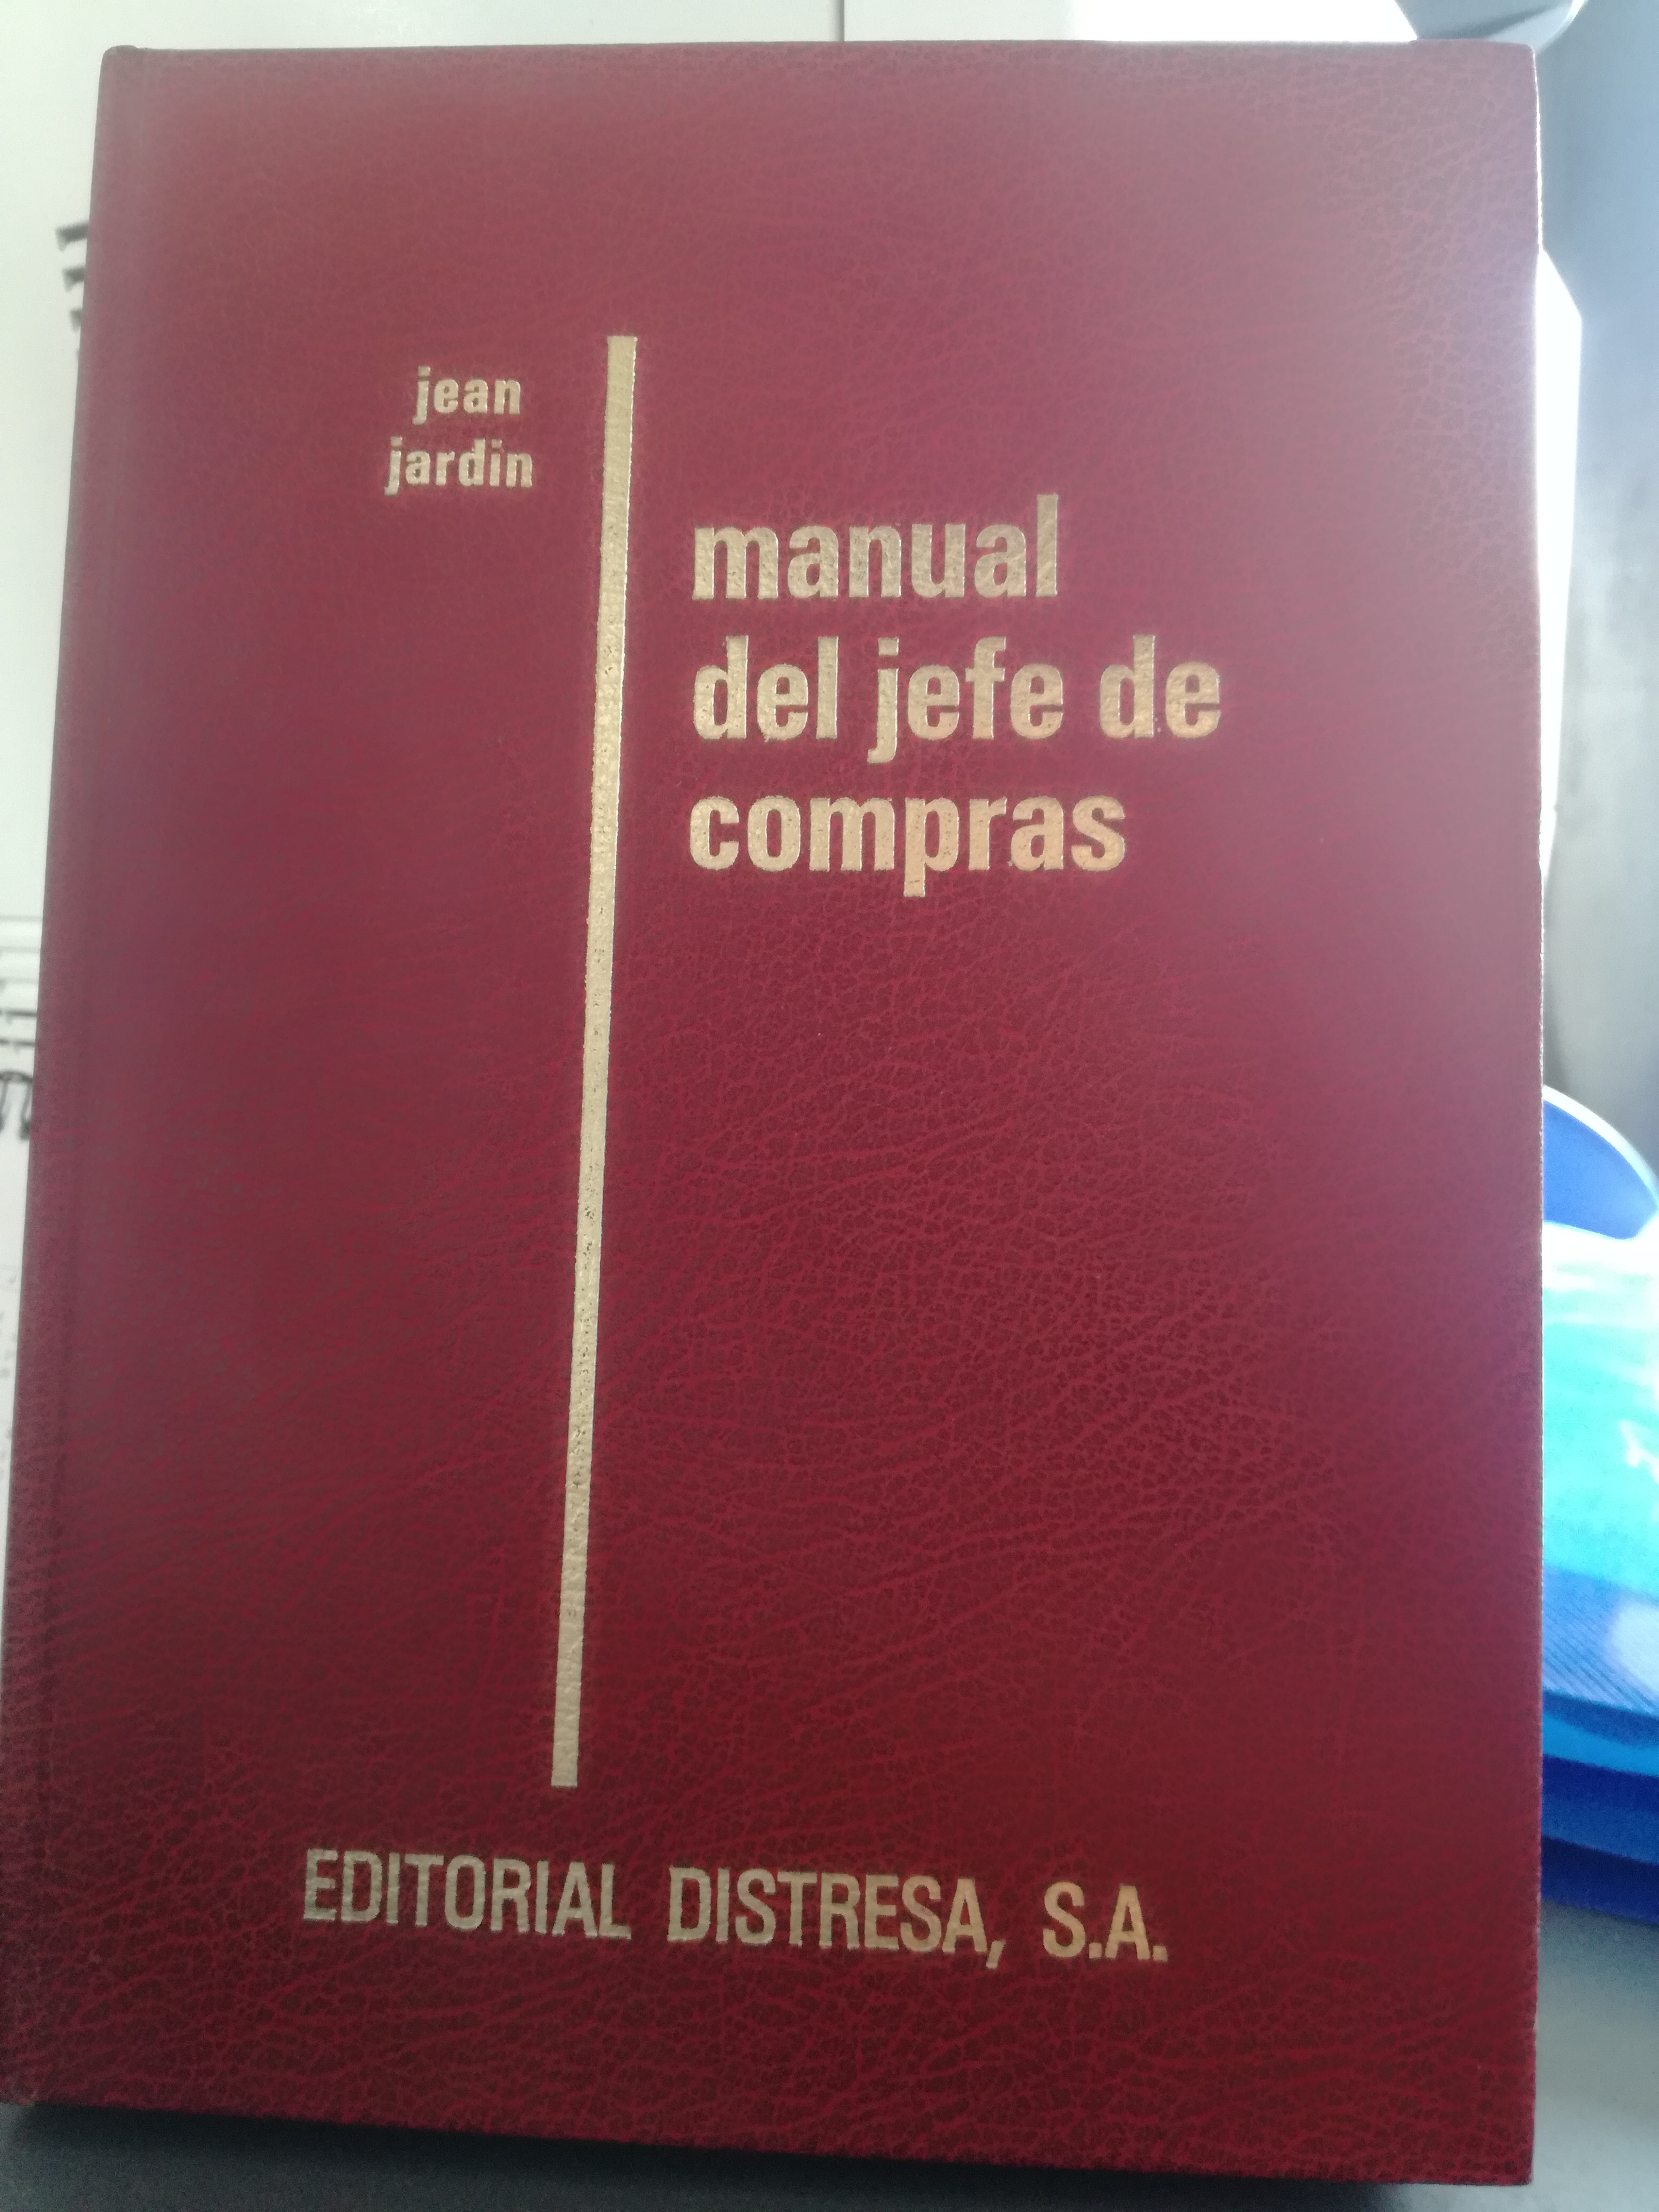 jean
jardin
manual
del jefe de
compras
EDITORIAL DISTRESA, S.A.